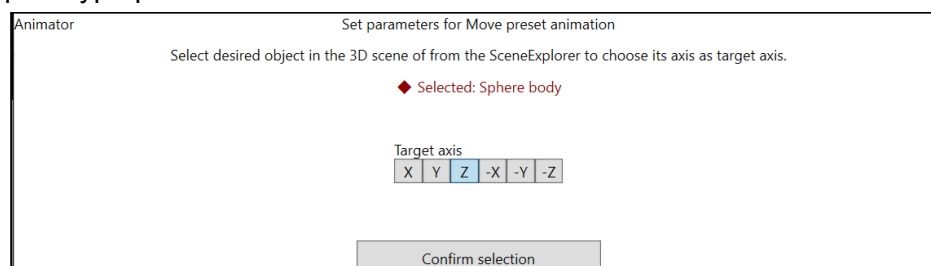 Animator
Set parameters for Move preset animation
Select desired object in the 3D scene of from the SceneExplorer to choose its axis as target axis.
Selected: Sphere body
Target axis
X Y Z -X -Y -Z
Confirm selection